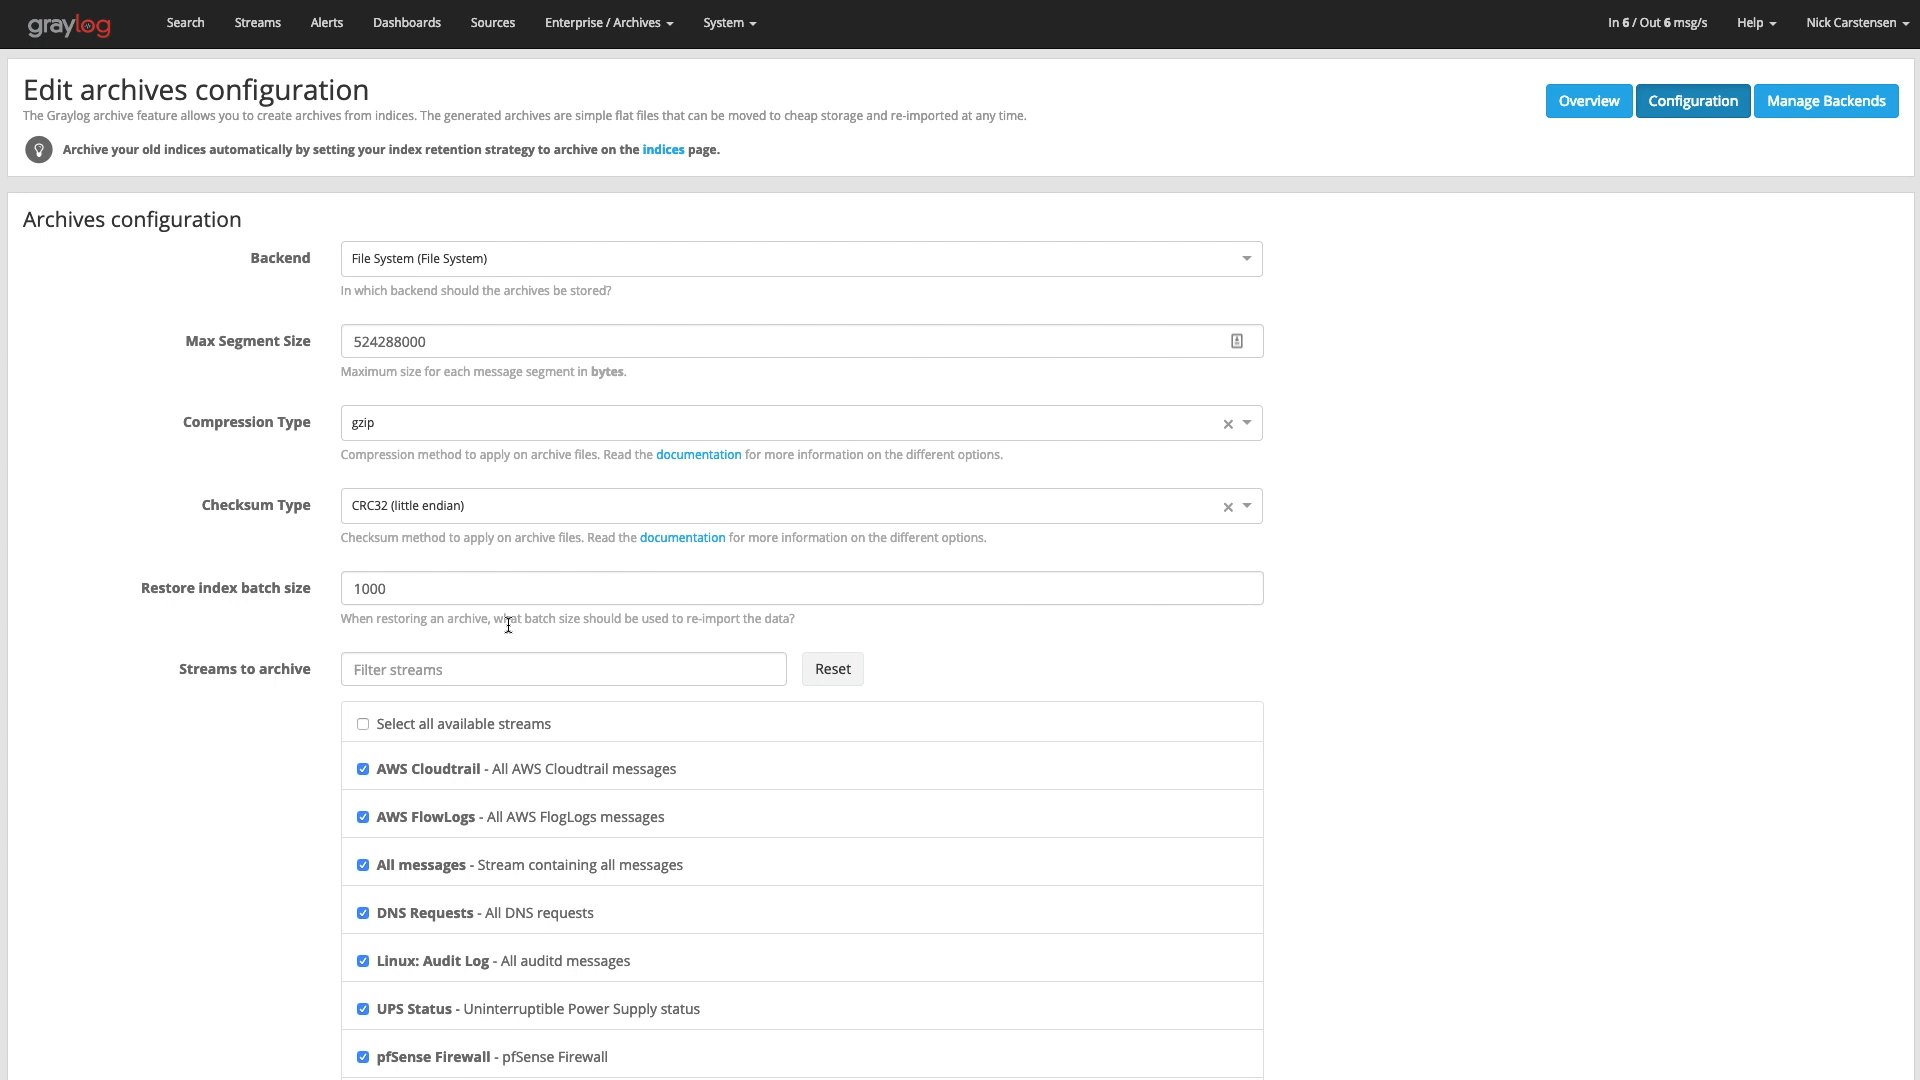 graylog
Search Streams Alerts Dashboards Sources Enterprise / Archives System In 6 / Out 6 msg/s Help Nick Carstensen
Edit archives configuration
The Graylog archive feature allows you to create archives from indices. The generated archives are simple flat files that can be moved to cheap storage and re-imported at any time.
Archive your old indices automatically by setting your index retention strategy to archive on the indices page.
Overview Configuration Manage Backends
Archives configuration
Backend File System (File System)
In which backend should the archives be stored?
Max Segment Size 524288000
Maximum size for each message segment in bytes.
Compression Type gzip
Compression method to apply on archive files. Read the documentation for more information on the different options.
Checksum Type CRC32 (little endian)
Checksum method to apply on archive files. Read the documentation for more information on the different options.
Restore index batch size 1000
When restoring an archive, what batch size should be used to re-import the data?
Streams to archive Filter streams Reset
Select all available streams
AWS Cloudtrail - All AWS Cloudtrail messages
AWS FlowLogs - All AWS FlogLogs messages
All messages - Stream containing all messages
DNS Requests - All DNS requests
Linux: Audit Log - All auditd messages
UPS Status - Uninterruptible Power Supply status
pfSense Firewall - pfSense Firewall